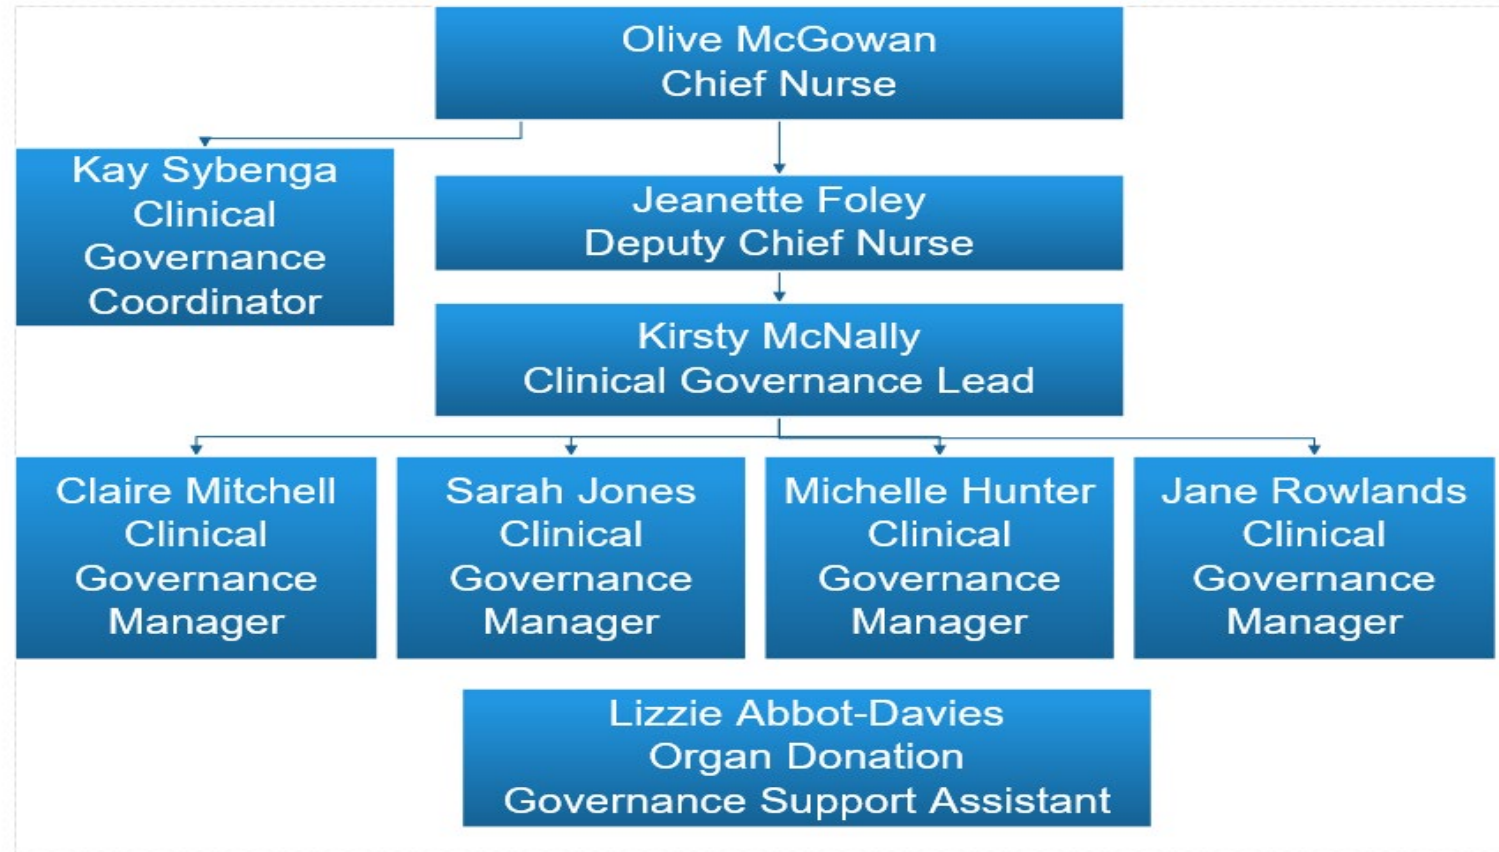 Olive McGowan
Chief Nurse
Kay Sybenga
Clinical
Governance
Coordinator
Jeanette Foley
Deputy Chief Nurse
Kirsty McNally
Clinical Governance Lead
Claire Mitchell
Clinical
Governance
Manager
Sarah Jones
Clinical
Governance
Manager
Michelle Hunter
Clinical
Governance
Manager
Jane Rowlands
Clinical
Governance
Manager
Lizzie Abbot-Davies
Organ Donation
Governance Support Assistant